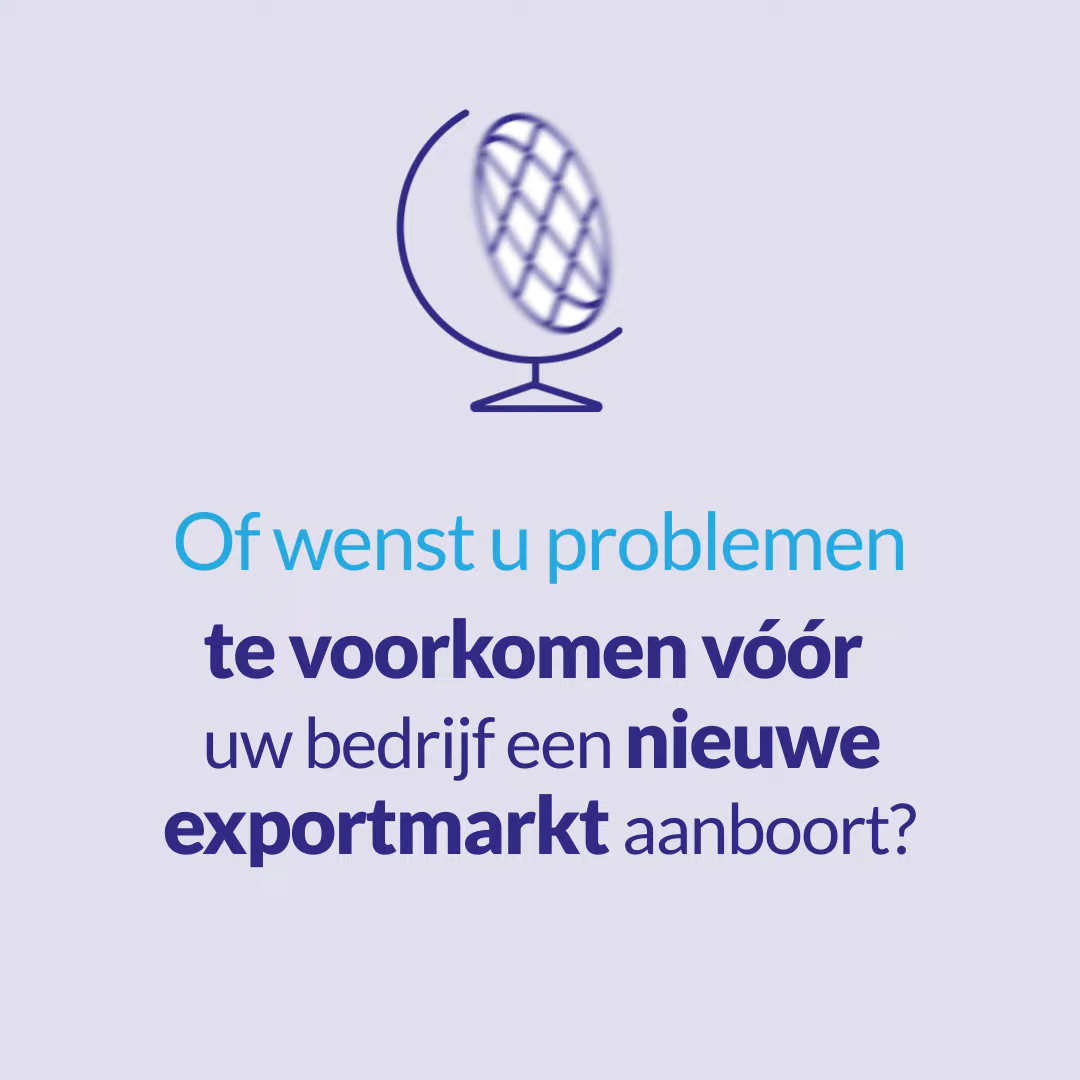 Of wenst u problemen
te voorkomen vóór
uw bedrijf een nieuwe
exportmarkt aanboort?